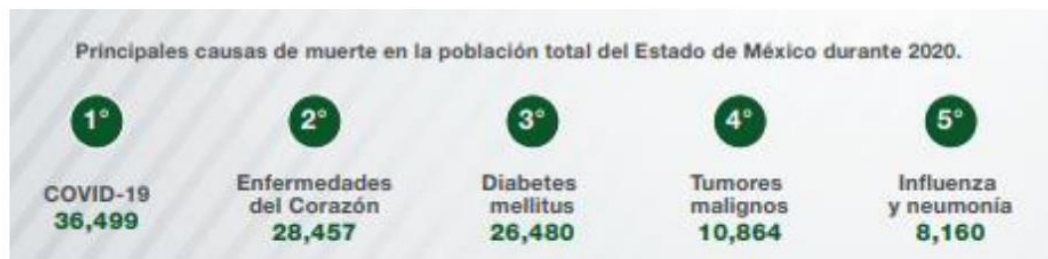 Principales causas de muerte en la población total del Estado de México durante 2020.
1°
COVID-19
36,499
2°
Enfermedades
del Corazón
28,457
3°
Diabetes
mellitus
26,480
4°
Tumores
malignos
10,864
5°
Influenza
y neumonía
8,160